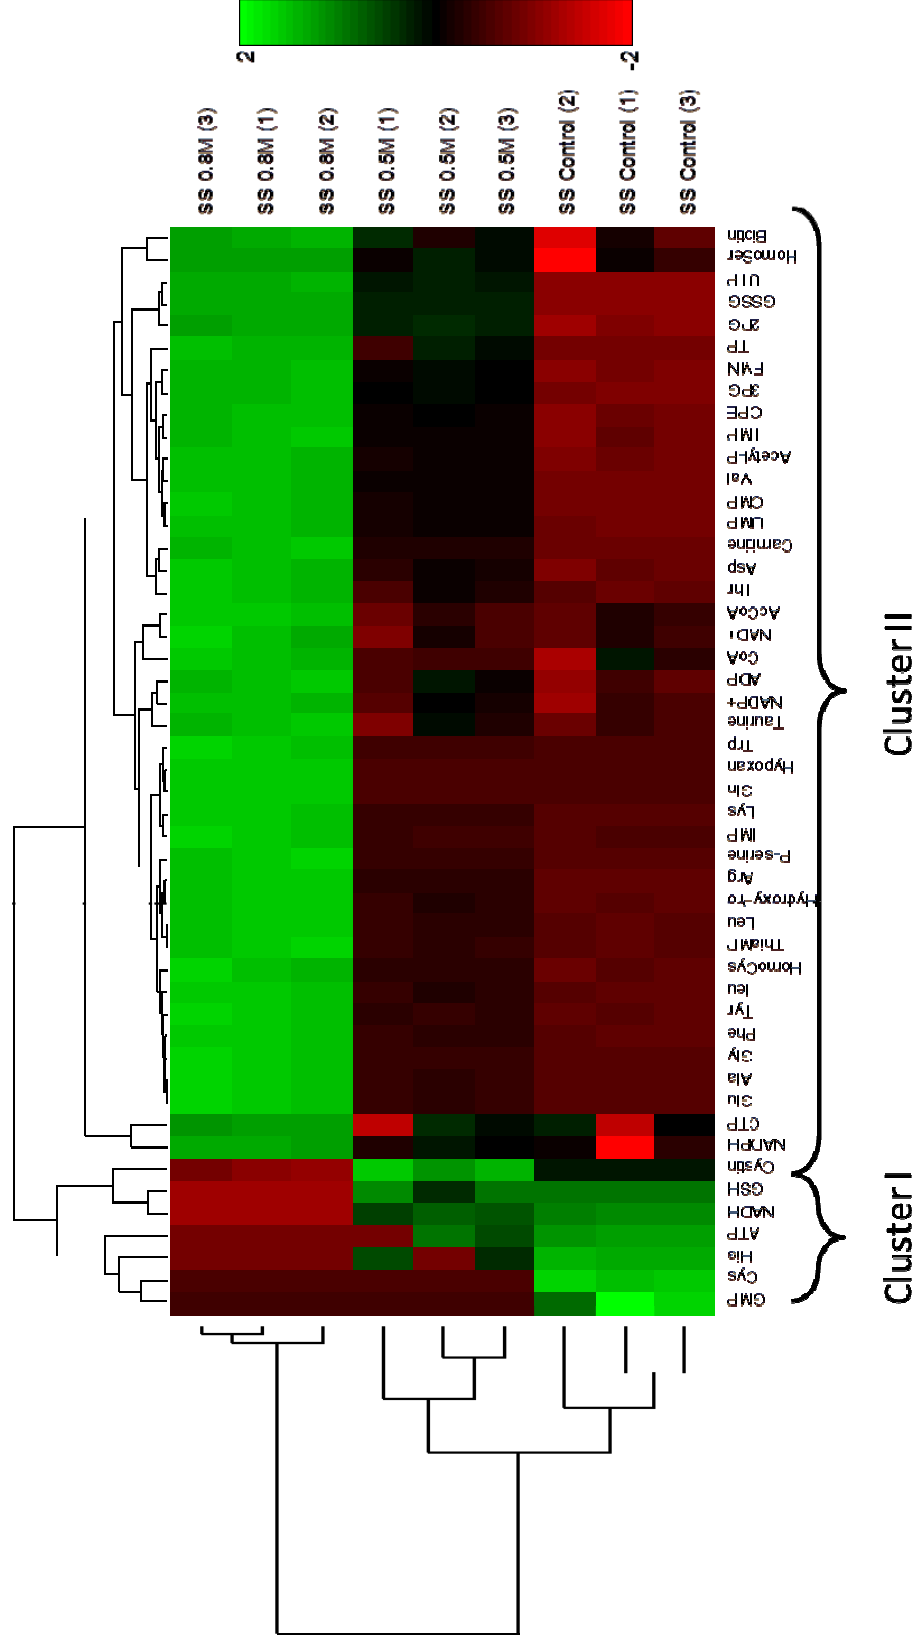 2
-2
SS 0.8M (3)
SS 0.8M (1)
SS 0.8M (2)
SS 0.5M (1)
SS 0.5M (2)
SS 0.5M (3)
SS Control (2)
SS Control (1)
SS Control (3)
Biotin
HomoSer
UTP
GSSG
2PG
TPP
FMN
3PG
CPE
IMP
Acetyl-P
Val
CMP
UMP
Carnitine
Asp
Thr
AcCoA
NAD+
CoA
ADP
NADP+
Taurine
Trp
Hypoxan
Gln
Lys
P-serine
Arg
Hydroxy-Pro
Leu
ThiaMP
HomoCys
Ileu
Tyr
Phe
Gly
Ala
Glu
CTP
NADPH
Cystin
GSH
NADH
ATP
His
Cys
GMP
Cluster II
Cluster I